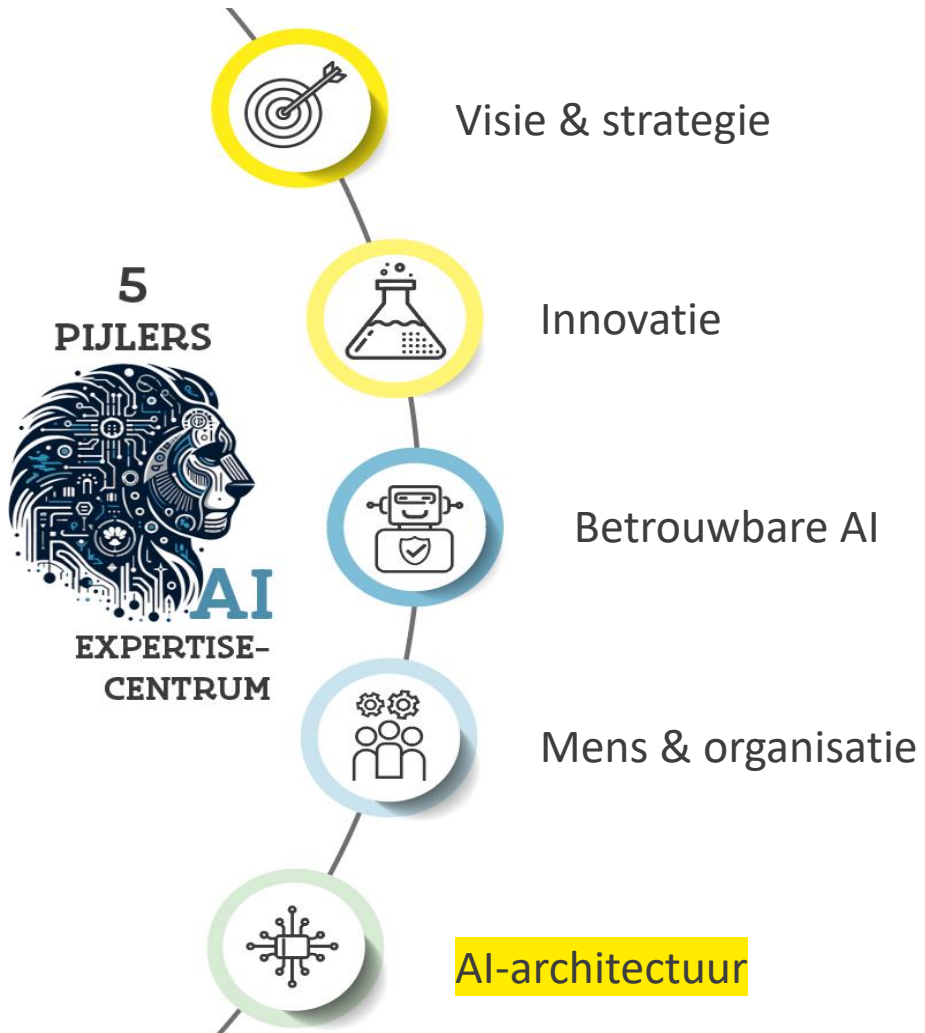 Visie & strategie
5
PIJLERS
Innovatie
Betrouwbare AI
AI
EXPERTISE-
CENTRUM
Mens & organisatie
AI-architectuur